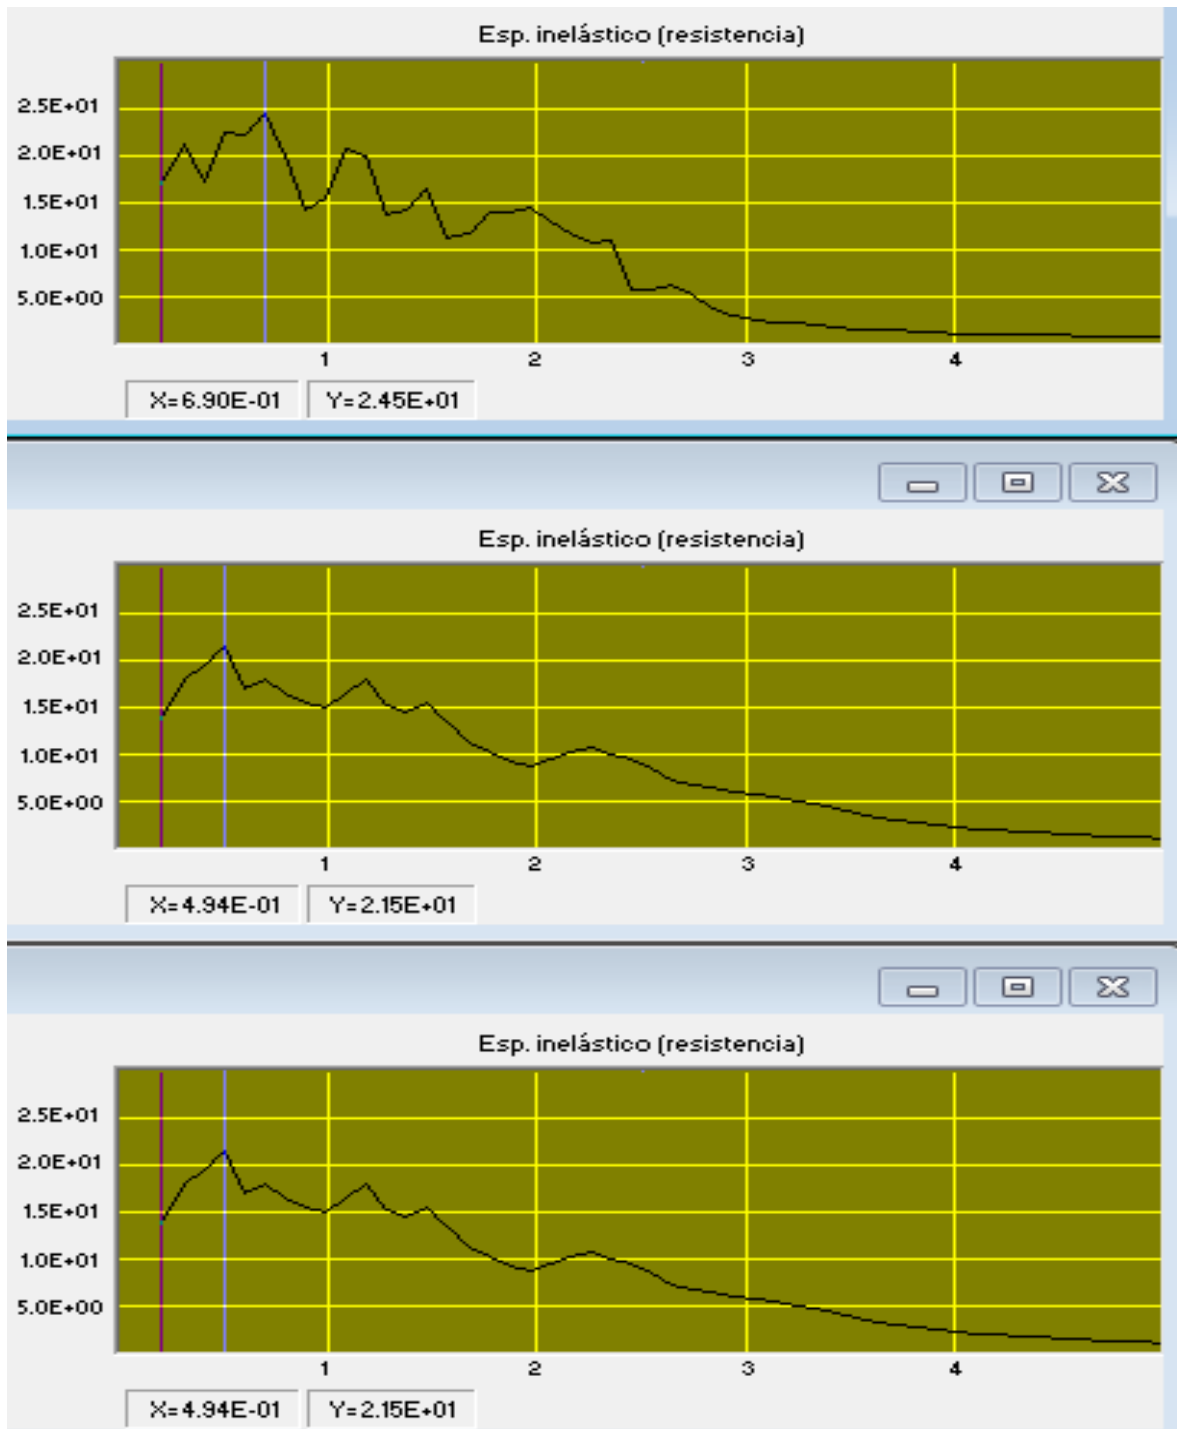 Esp. inelástico (resistencia)
2.5E+01
2.0E+01
1.5E+01
1.0E+01
5.0E+00
1 2 3 4
X=6.90E-01 Y=2.45E+01
Esp. inelástico (resistencia)
2.5E+01
2.0E+01
1.5E+01
1.0E+01
5.0E+00
1 2 3 4
X=4.94E-01 Y=2.15E+01
Esp. inelástico (resistencia)
2.5E+01
2.0E+01
1.5E+01
1.0E+01
5.0E+00
1 2 3 4
X=4.94E-01 Y=2.15E+01